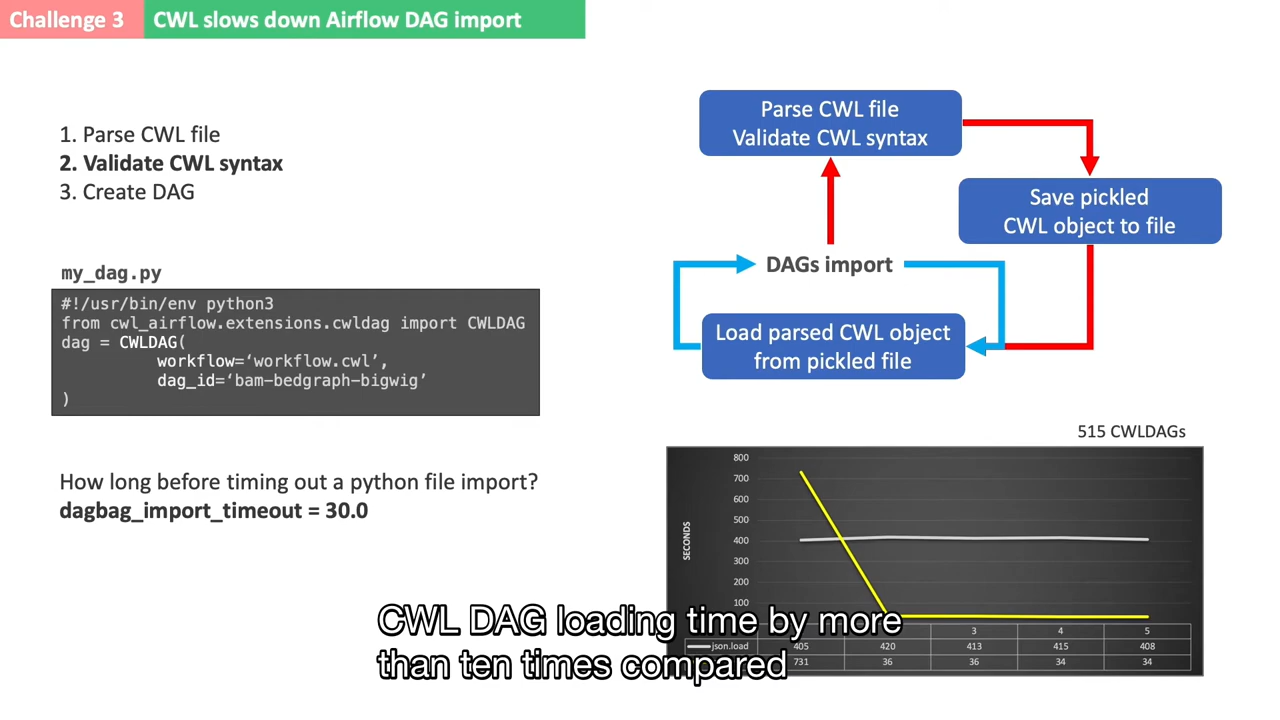 Challenge 3 CWL slows down Airflow DAG import
1. Parse CWL file
2. Validate CWL syntax
3. Create DAG
my_dag.py
#!/usr/bin/env python3
from cwl_airflow.extensions.cwldag import CWLDAG
dag = CWLDAG(
workflow=‘workflow.cwl’,
dag_id=‘bam-bedgraph-bigwig’
)
How long before timing out a python file import?
dagbag_import_timeout = 30.0
Parse CWL file
Validate CWL syntax
Save pickled
CWL object to file
DAGs import
Load parsed CWL object
from pickled file
515 CWLDAGs
SECONDS
800
700
600
500
400
300
200
100
3 4 5
json.load 405 420 413 415 408
731 36 36 34 34
CWL DAG loading time by more
than ten times compared